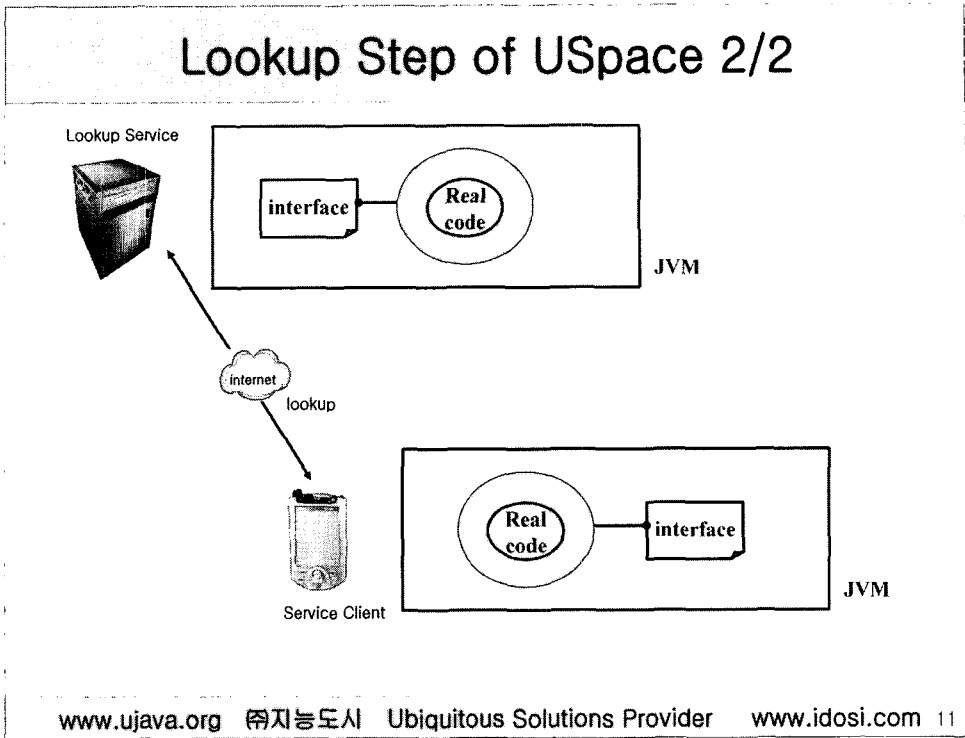 Lookup Step of USpace 2/2
Lookup Service
interface
Real
code
JVM
internet
lookup
Real
code
interface
JVM
Service Client
www.ujava.org ㈜지능도시 Ubiquitous Solutions Provider www.idosi.com 11